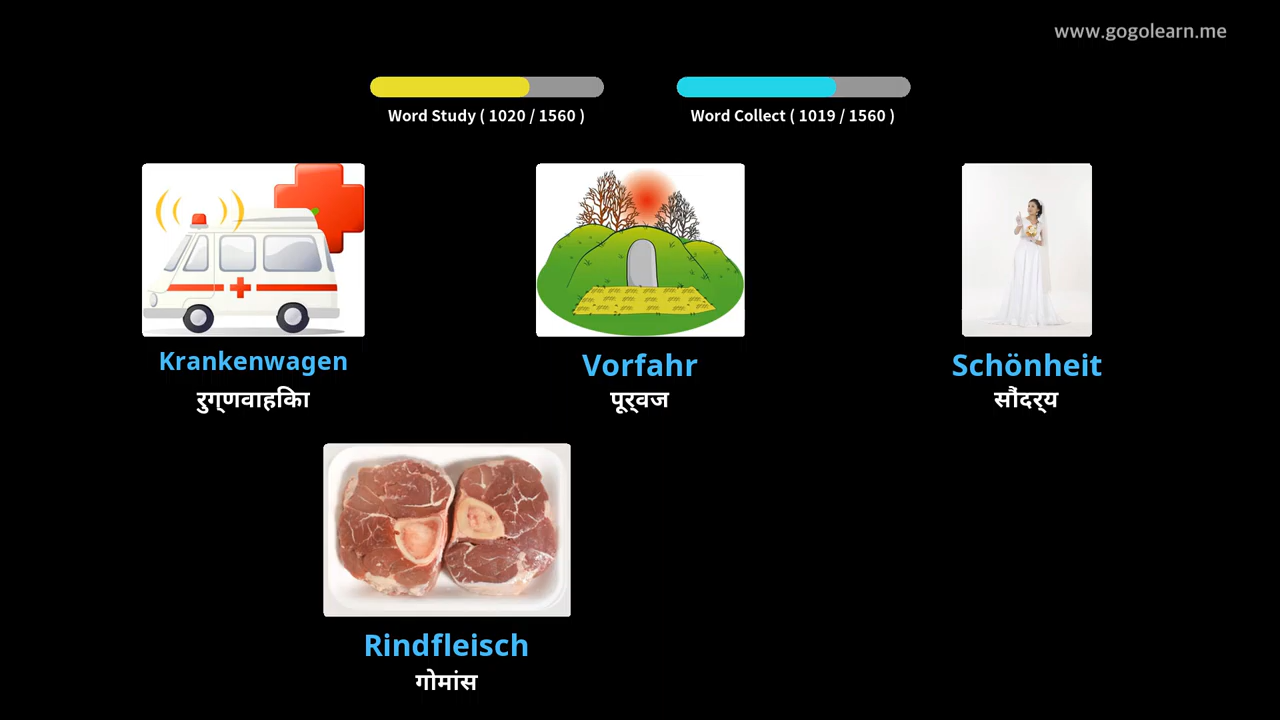 www.gogolearn.me
Word Study ( 1020 / 1560 )
Word Collect ( 1019 / 1560 )
Krankenwagen
रुग्णवाहिका
Vorfahr
पूर्वज
Schönheit
सौंदर्य
Rindfleisch
गोमांस